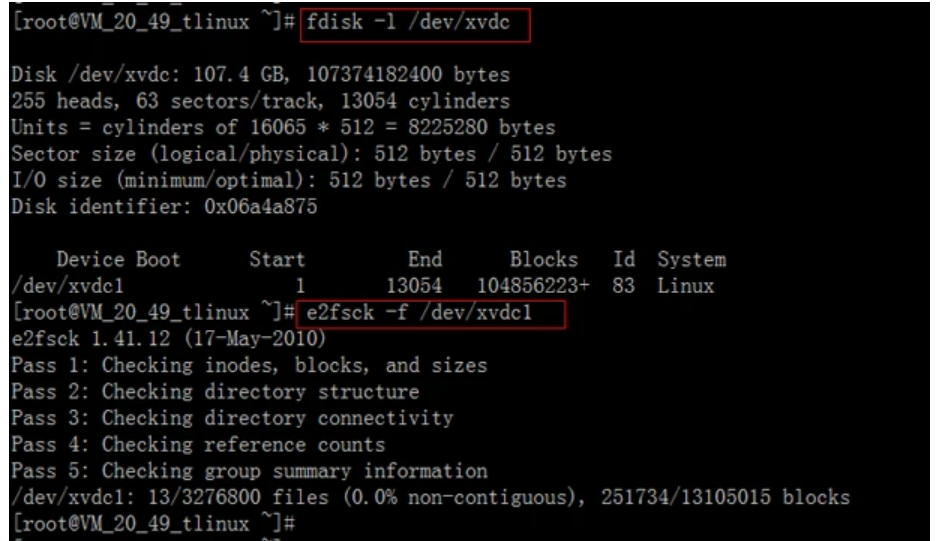 [root@VM_20_49_tlinux ~]# fdisk -l /dev/xvdc
Disk /dev/xvdc: 107.4 GB, 107374182400 bytes
255 heads, 63 sectors/track, 13054 cylinders
Units = cylinders of 16065 * 512 = 8225280 bytes
Sector size (logical/physical): 512 bytes / 512 bytes
I/O size (minimum/optimal): 512 bytes / 512 bytes
Disk identifier: 0x06a4a875
Device Boot Start End Blocks Id System
/dev/xvdc1 1 13054 104856223+ 83 Linux
[root@VM_20_49_tlinux ~]# e2fsck -f /dev/xvdc1
e2fsck 1.41.12 (17-May-2010)
Pass 1: Checking inodes, blocks, and sizes
Pass 2: Checking directory structure
Pass 3: Checking directory connectivity
Pass 4: Checking reference counts
Pass 5: Checking group summary information
/dev/xvdc1: 13/3276800 files (0.0% non-contiguous), 251734/13105015 blocks
[root@VM_20_49_tlinux ~]#